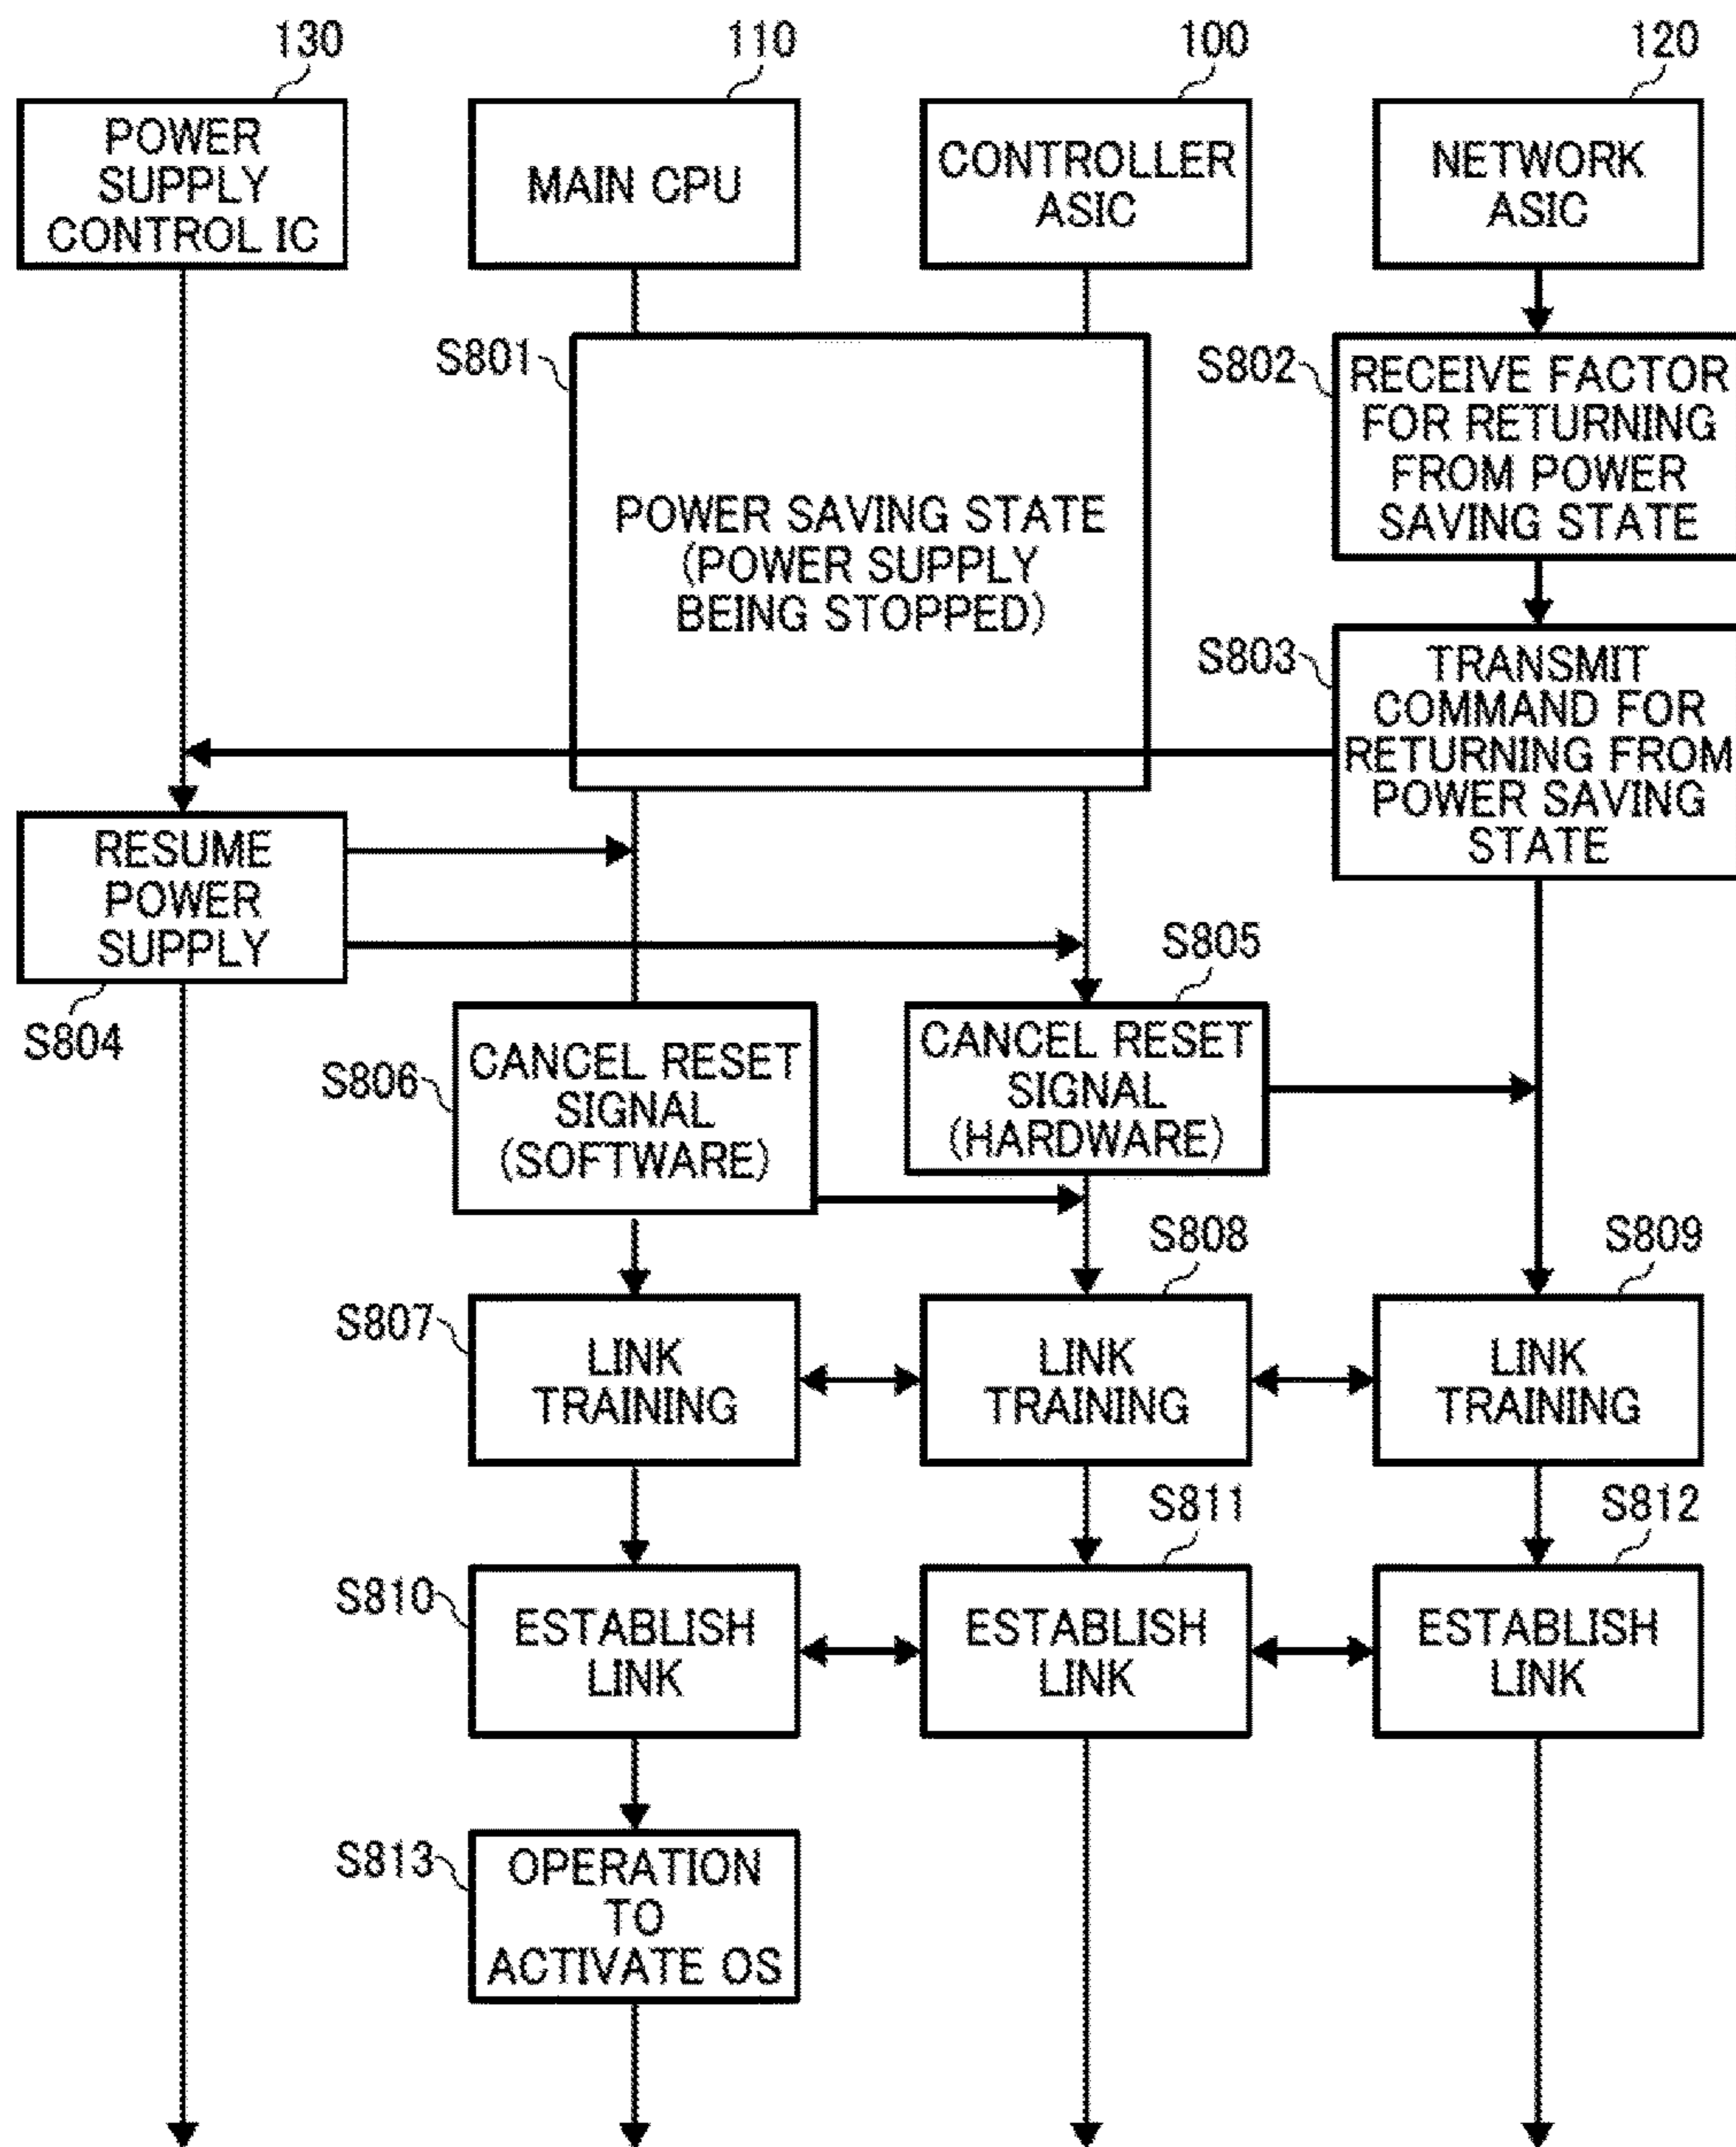 130
110
100
120
POWER
SUPPLY
CONTROL IC
MAIN CPU
CONTROLLER
ASIC
NETWORK
ASIC
S801
POWER SAVING STATE
(POWER SUPPLY
BEING STOPPED)
S802
RECEIVE FACTOR
FOR RETURNING
FROM POWER
SAVING STATE
S803
TRANSMIT
COMMAND FOR
RETURNING FROM
POWER SAVING
STATE
RESUME
POWER
SUPPLY
S804
S805
CANCEL RESET
SIGNAL
(HARDWARE)
S806
CANCEL RESET
SIGNAL
(SOFTWARE)
S807
LINK
TRAINING
S808
LINK
TRAINING
S809
LINK
TRAINING
S810
ESTABLISH
LINK
S811
ESTABLISH
LINK
S812
ESTABLISH
LINK
S813
OPERATION
TO
ACTIVATE OS